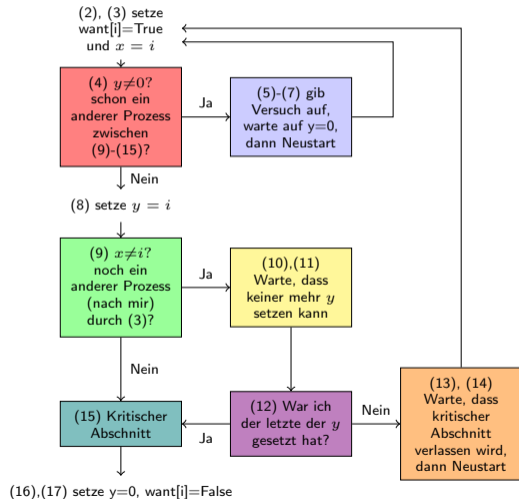 (2), (3) setze
want[i]=True
und x = i
(4) y≠0?
schon ein
anderer Prozess
zwischen
(9)-(15)?
Ja
(5)-(7) gib
Versuch auf,
warte auf y=0,
dann Neustart
Nein
(8) setze y = i
(9) x≠i?
noch ein
anderer Prozess
(nach mir)
durch (3)?
Ja
(10),(11)
Warte, dass
keiner mehr y
setzen kann
Nein
(15) Kritischer
Abschnitt
Ja
(12) War ich
der letzte der y
gesetzt hat?
Nein
(13), (14)
Warte, dass
kritischer
Abschnitt
verlassen wird,
dann Neustart
(16),(17) setze y=0, want[i]=False